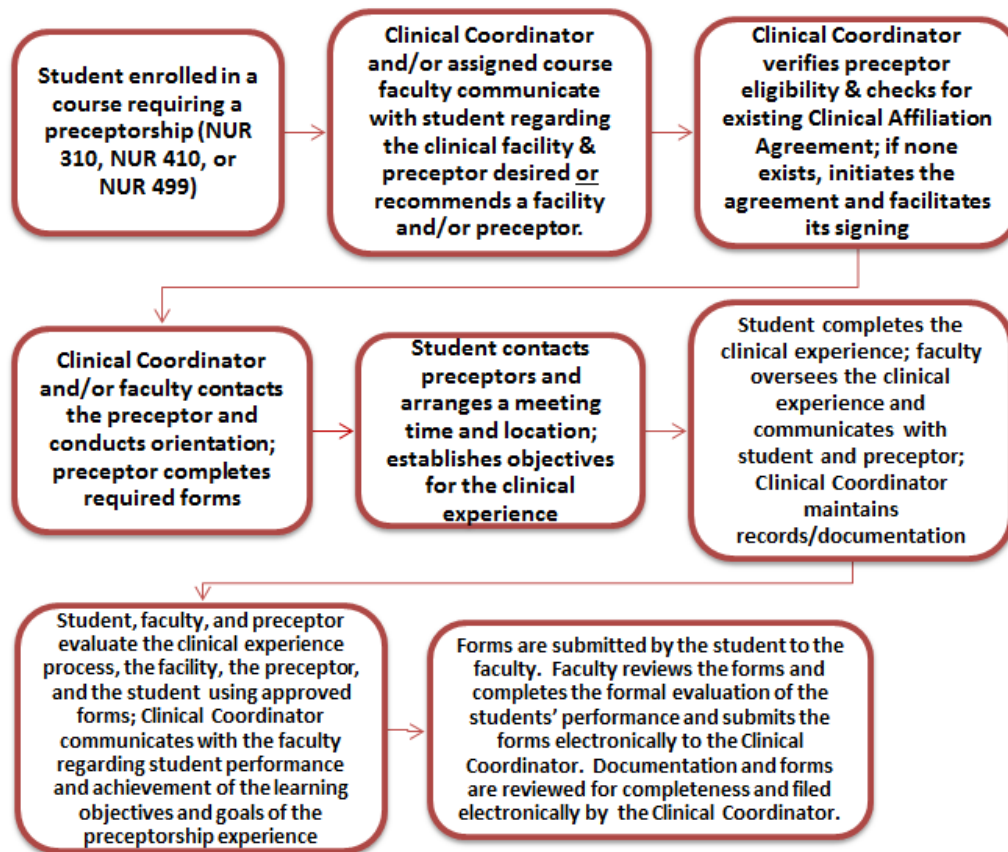 Student enrolled in a
course requiring a
preceptorship (NUR
310, NUR 410, or
NUR 499)
Clinical Coordinator
and/or assigned course
faculty communicate
with student regarding
the clinical facility &
preceptor desired or
recommends a facility
and/or preceptor.
Clinical Coordinator
verifies preceptor
eligibility & checks for
existing Clinical Affiliation
Agreement; if none
exists, initiates the
agreement and facilitates
its signing
Clinical Coordinator
and/or faculty contacts
the preceptor and
conducts orientation;
preceptor completes
required forms
Student contacts
preceptors and
arranges a meeting
time and location;
establishes objectives
for the clinical
experience
Student completes the
clinical experience; faculty
oversees the clinical
experience and
communicates with
student and preceptor;
Clinical Coordinator
maintains
records/documentation
Student, faculty, and preceptor
evaluate the clinical experience
process, the facility, the preceptor,
and the student using approved
forms; Clinical Coordinator
communicates with the faculty
regarding student performance
and achievement of the learning
objectives and goals of the
preceptorship experience
Forms are submitted by the student to the
faculty. Faculty reviews the forms and
completes the formal evaluation of the
students’ performance and submits the
forms electronically to the Clinical
Coordinator. Documentation and forms
are reviewed for completeness and filed
electronically by the Clinical Coordinator.